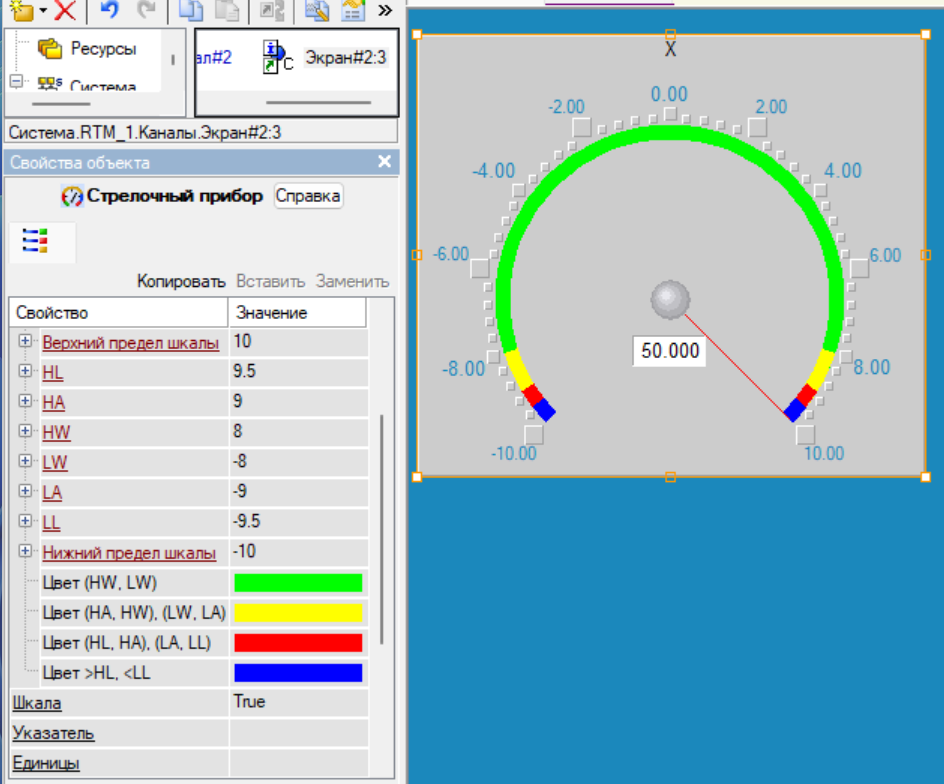 Ресурсы
ал#2
Экран#2:3
Система
Система.RTM_1.Каналы.Экран#2:3
Свойства объекта
Стрелочный прибор Справка
Копировать Вставить Заменить
Свойство Значение
Верхний предел шкалы 10
HL 9.5
HA 9
HW 8
LW -8
LA -9
LL -9.5
Нижний предел шкалы -10
Цвет (HW, LW)
Цвет (HA, HW), (LW, LA)
Цвет (HL, HA), (LA, LL)
Цвет >HL, <LL
Шкала True
Указатель
Единицы
X
0.00
-2.00 2.00
-4.00 4.00
-6.00 6.00
50.000
-8.00 8.00
-10.00 10.00